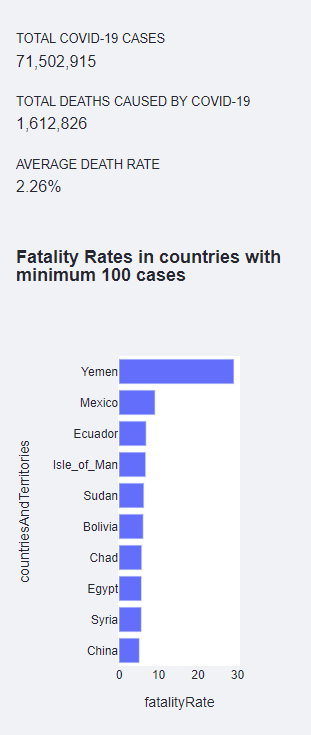 TOTAL COVID-19 CASES
71,502,915
TOTAL DEATHS CAUSED BY COVID-19
1,612,826
AVERAGE DEATH RATE
2.26%
Fatality Rates in countries with
minimum 100 cases
countriesAndTerritories
Yemen
Mexico
Ecuador
Isle_of_Man
Sudan
Bolivia
Chad
Egypt
Syria
China
0 10 20 30
fatalityRate